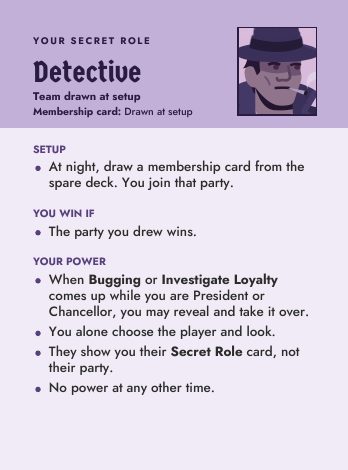 YOUR SECRET ROLE
Detective
Team drawn at setup
Membership card: Drawn at setup
SETUP
• At night, draw a membership card from the
spare deck. You join that party.
YOU WIN IF
• The party you drew wins.
YOUR POWER
• When Bugging or Investigate Loyalty
comes up while you are President or
Chancellor, you may reveal and take it over.
• You alone choose the player and look.
• They show you their Secret Role card, not
their party.
• No power at any other time.